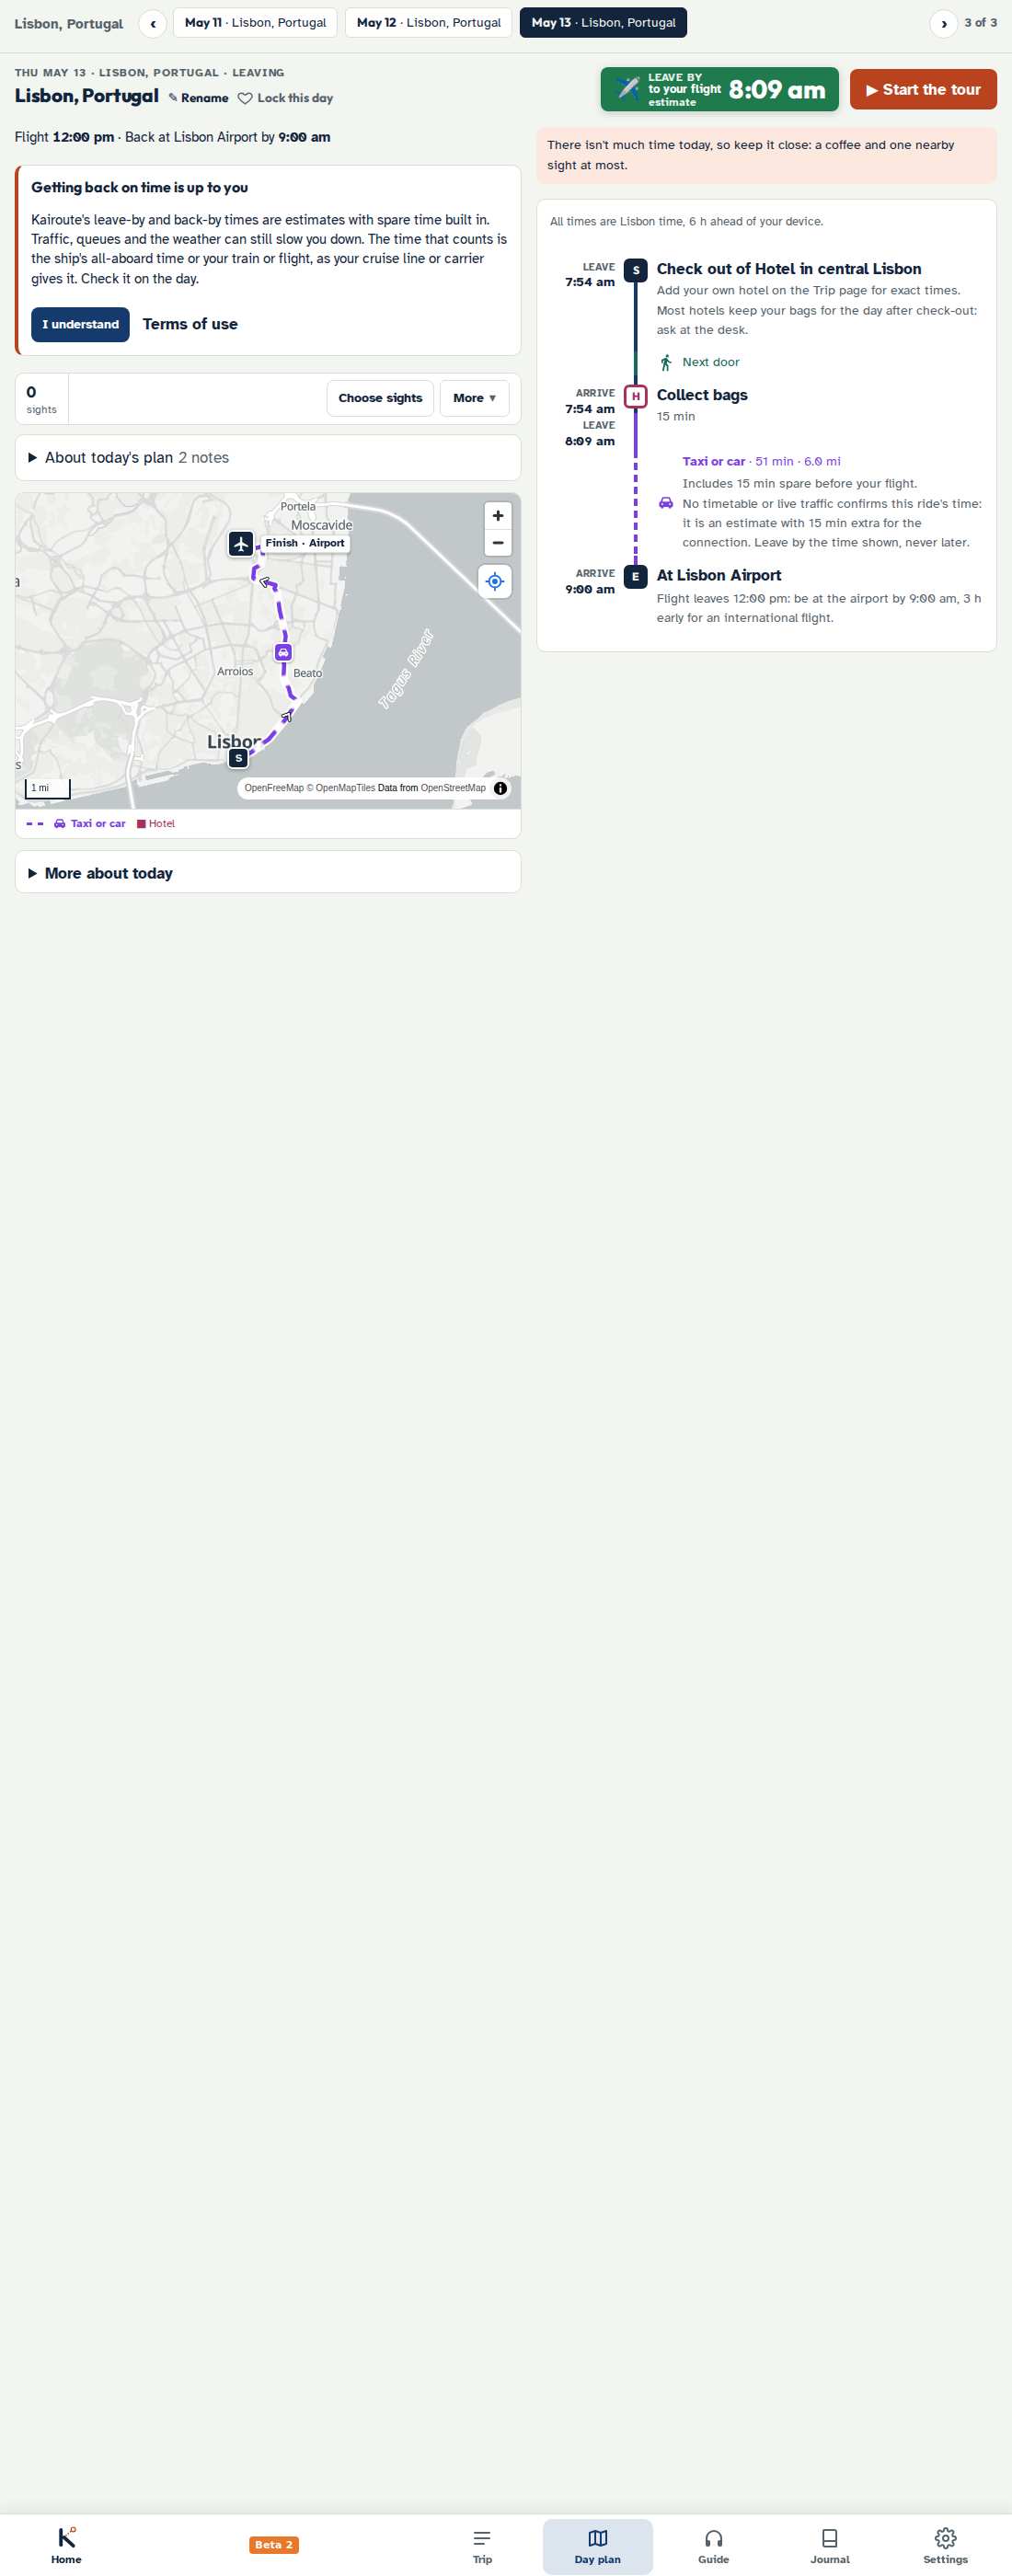 Lisbon, Portugal
‹
May 11 · Lisbon, Portugal
May 12 · Lisbon, Portugal
May 13 · Lisbon, Portugal
›
3 of 3
THU MAY 13 · LISBON, PORTUGAL · LEAVING
Lisbon, Portugal
✎ Rename
Lock this day
LEAVE BY
to your flight
estimate
8:09 am
▶ Start the tour
Flight 12:00 pm · Back at Lisbon Airport by 9:00 am
Getting back on time is up to you
Kairoute's leave-by and back-by times are estimates with spare time built in.
Traffic, queues and the weather can still slow you down. The time that counts is
the ship's all-aboard time or your train or flight, as your cruise line or carrier
gives it. Check it on the day.
I understand
Terms of use
0
sights
Choose sights
More ▼
▶ About today's plan 2 notes
Portela
Moscavide
Finish · Airport
+
−
a
Arroios
Beato
Tagus River
Lisbon
S
s
1 mi
OpenFreeMap © OpenMapTiles Data from OpenStreetMap
Taxi or car
Hotel
▶ More about today
There isn't much time today, so keep it close: a coffee and one nearby
sight at most.
All times are Lisbon time, 6 h ahead of your device.
LEAVE
7:54 am
S
Check out of Hotel in central Lisbon
Add your own hotel on the Trip page for exact times.
Most hotels keep your bags for the day after check-out:
ask at the desk.
Next door
ARRIVE
7:54 am
LEAVE
8:09 am
H
Collect bags
15 min
Taxi or car · 51 min · 6.0 mi
Includes 15 min spare before your flight.
No timetable or live traffic confirms this ride's time:
it is an estimate with 15 min extra for the
connection. Leave by the time shown, never later.
ARRIVE
9:00 am
E
At Lisbon Airport
Flight leaves 12:00 pm: be at the airport by 9:00 am, 3 h
early for an international flight.
Home
Beta 2
Trip
Day plan
Guide
Journal
Settings